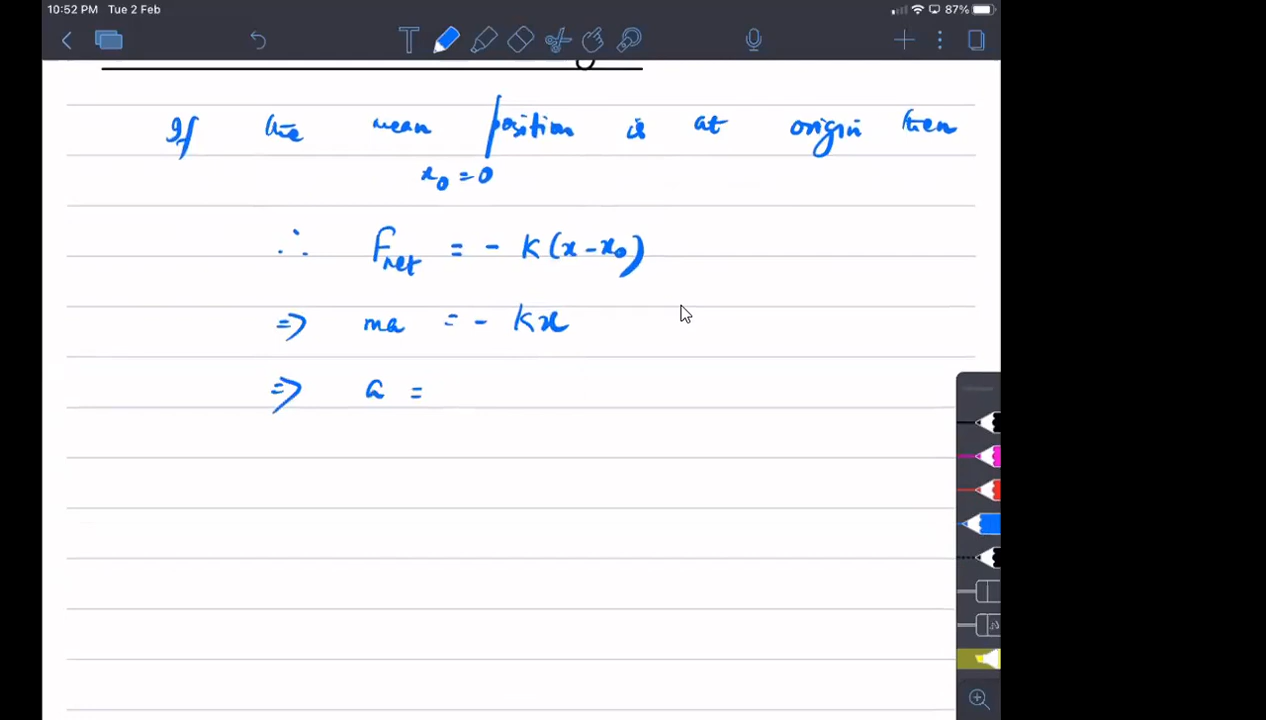 10:52 PM Tue 2 Feb 87%
T
If the mean position is at origin then
x₀ = 0
∴ Fnet = - K(x - x₀)
=> ma = - Kx
=> a =